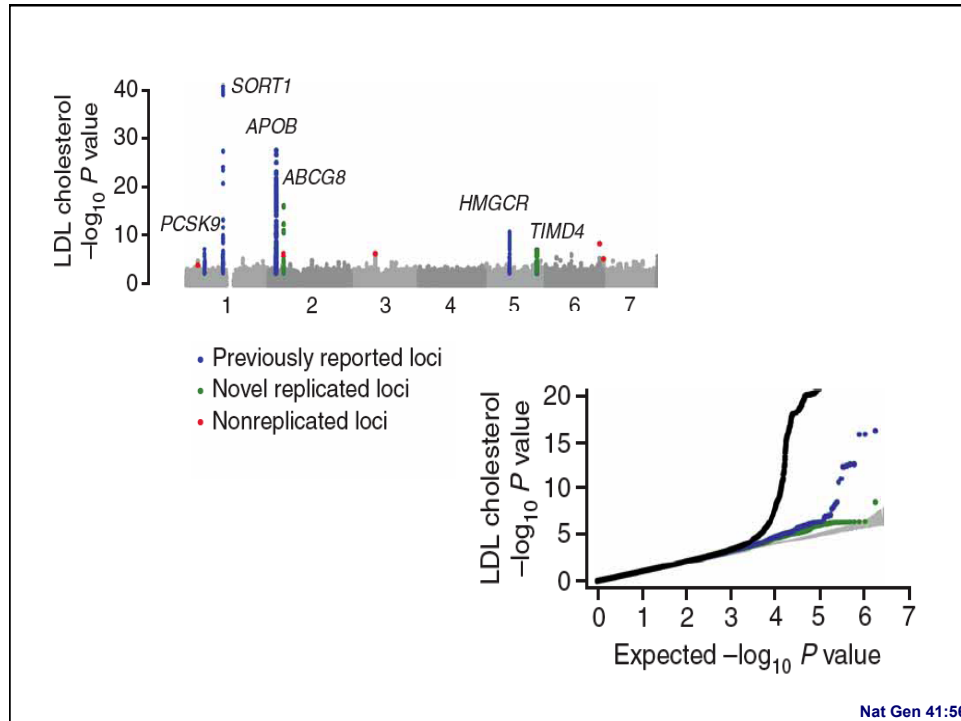 LDL cholesterol
–log10 P value
40
30
20
10
0
SORT1
APOB
ABCG8
PCSK9
HMGCR
TIMD4
1 2 3 4 5 6 7
• Previously reported loci
• Novel replicated loci
• Nonreplicated loci
LDL cholesterol
–log10 P value
20
15
10
5
0
0 1 2 3 4 5 6 7
Expected –log10 P value
Nat Gen 41:56